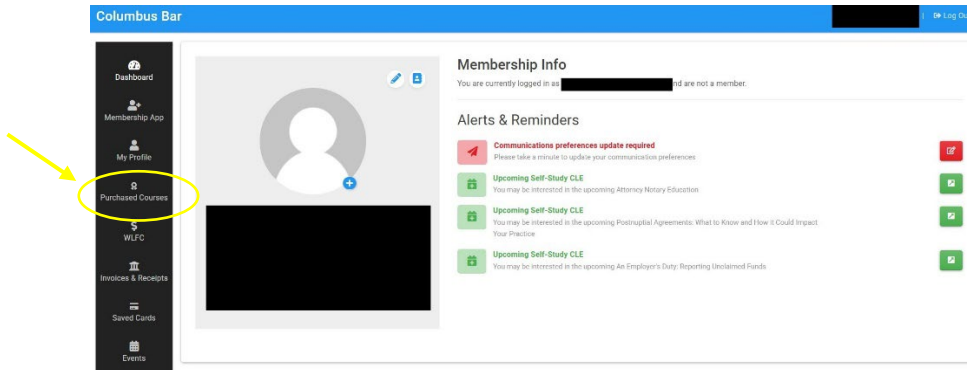 Columbus Bar
Log Ou
Dashboard
Membership App
My Profile
Purchased Courses
WLFC
Invoices & Receipts
Saved Cards
Events
Membership Info
You are currently logged in as nd are not a member.
Alerts & Reminders
Communications preferences update required
Please take a minute to update your communication preferences
Upcoming Self-Study CLE
You may be interested in the upcoming Attorney Notary Education
Upcoming Self-Study CLE
You may be interested in the upcoming Postnuptial Agreements: What to Know and How it Could Impact
Your Practice
Upcoming Self-Study CLE
You may be interested in the upcoming An Employer's Duty: Reporting Unclaimed Funds